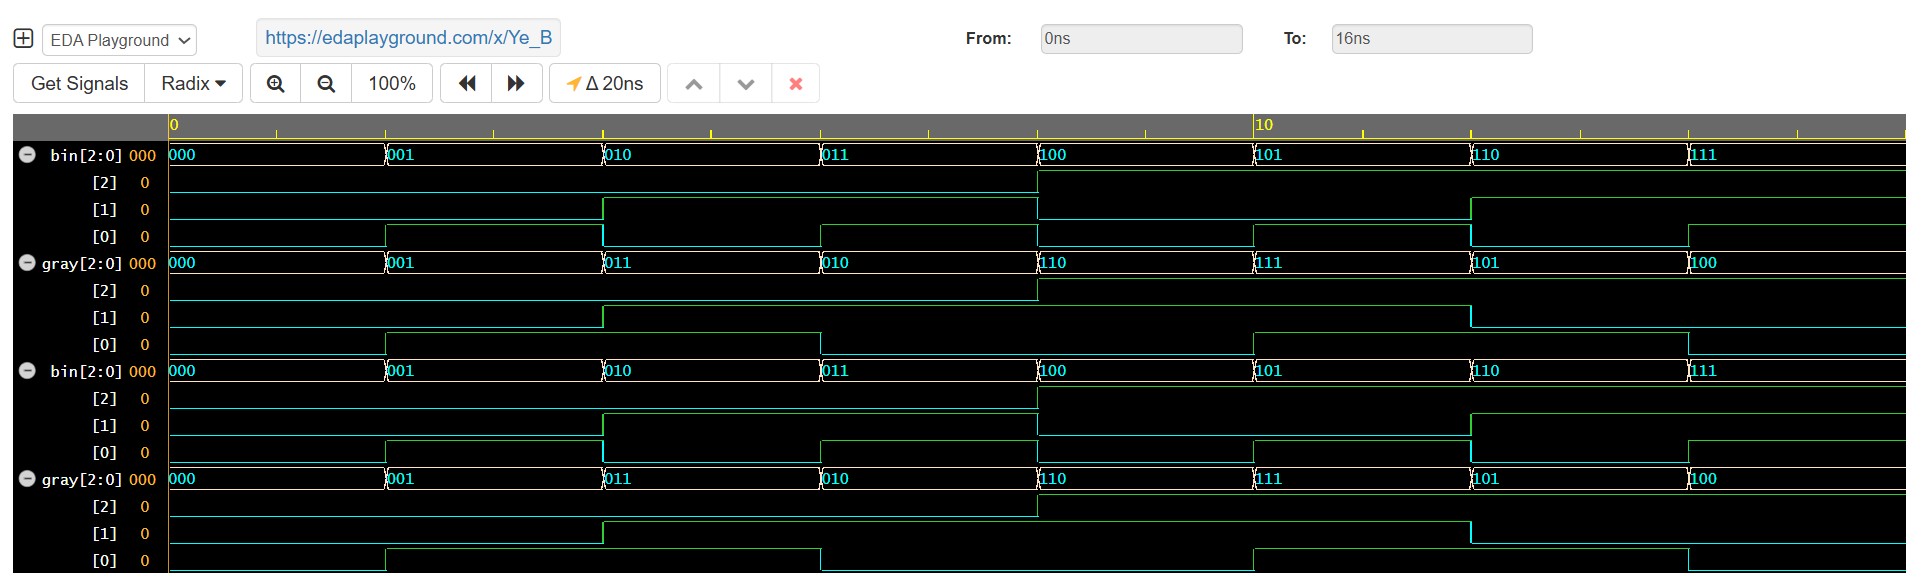 EDA Playground https://edaplayground.com/x/Ye_B From: 0ns To: 16ns
Get Signals Radix 100% Δ 20ns
0 10
bin[2:0] 000 000 001 010 011 100 101 110 111
[2] 0
[1] 0
[0] 0
gray[2:0] 000 000 001 011 010 110 111 101 100
[2] 0
[1] 0
[0] 0
bin[2:0] 000 000 001 010 011 100 101 110 111
[2] 0
[1] 0
[0] 0
gray[2:0] 000 000 001 011 010 110 111 101 100
[2] 0
[1] 0
[0] 0